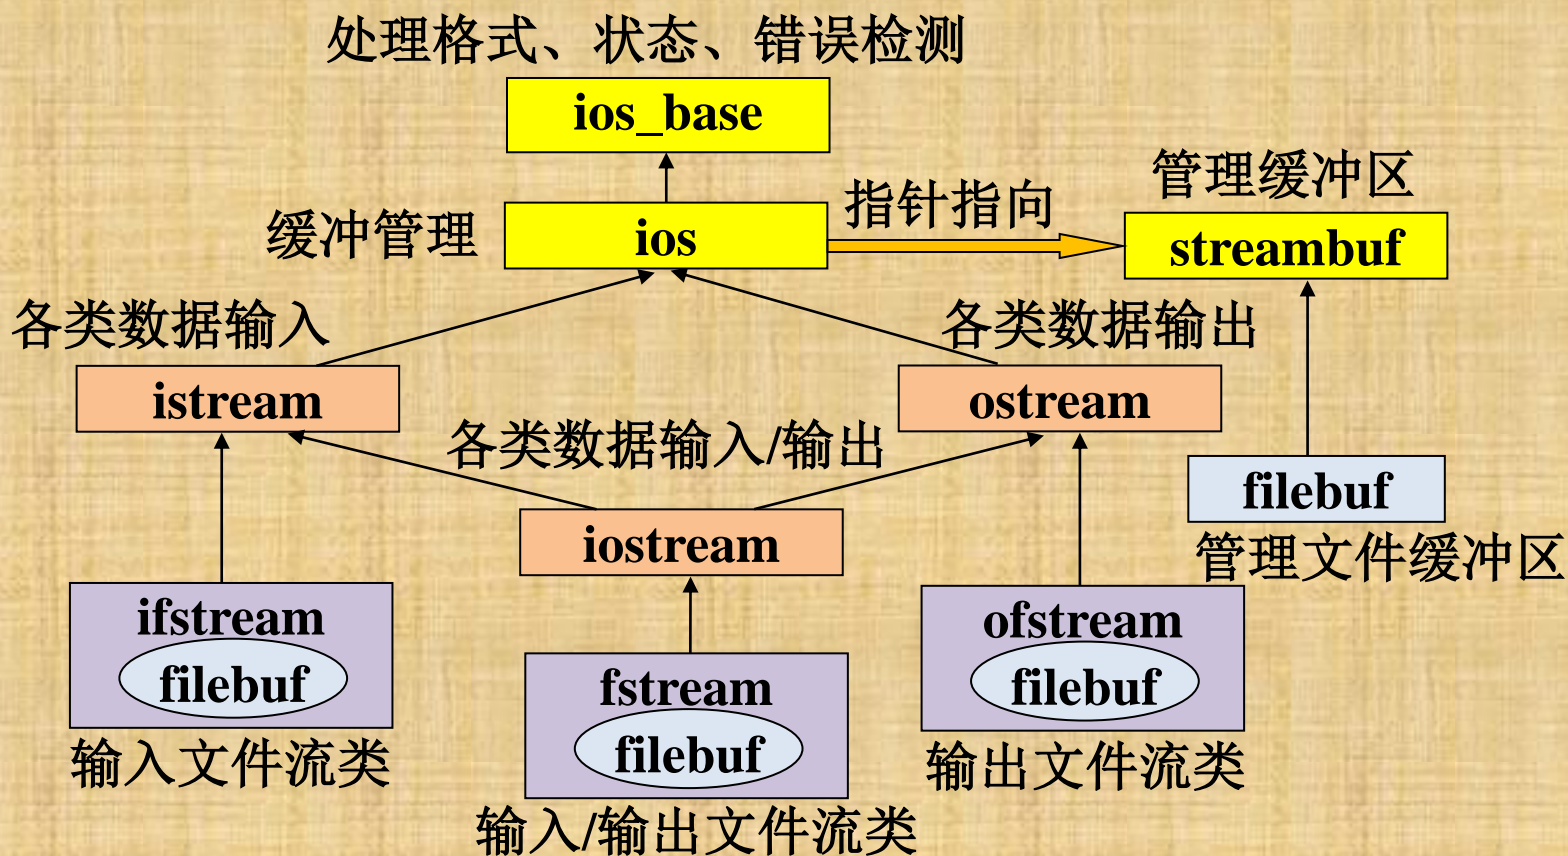 处理格式、状态、错误检测
ios_base
管理缓冲区
指针指向
缓冲管理
ios
streambuf
各类数据输入
各类数据输出
istream
ostream
各类数据输入/输出
filebuf
iostream
管理文件缓冲区
ifstream
filebuf
ofstream
filebuf
fstream
filebuf
输入文件流类
输出文件流类
输入/输出文件流类